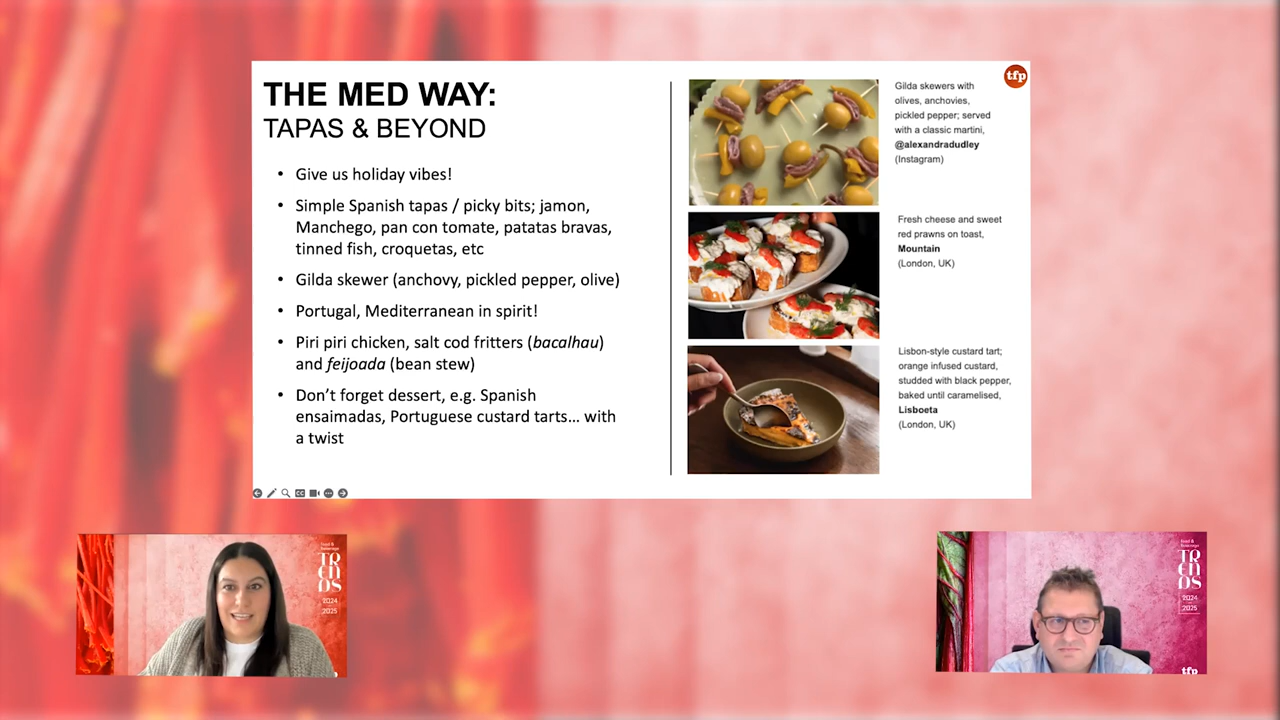 tfp
THE MED WAY:
TAPAS & BEYOND
• Give us holiday vibes!
• Simple Spanish tapas / picky bits; jamon,
Manchego, pan con tomate, patatas bravas,
tinned fish, croquetas, etc
• Gilda skewer (anchovy, pickled pepper, olive)
• Portugal, Mediterranean in spirit!
• Piri piri chicken, salt cod fritters (bacalhau)
and feijoada (bean stew)
• Don’t forget dessert, e.g. Spanish
ensaimadas, Portuguese custard tarts… with
a twist
Gilda skewers with
olives, anchovies,
pickled pepper; served
with a classic martini,
@alexandradudley
(Instagram)
Fresh cheese and sweet
red prawns on toast,
Mountain
(London, UK)
Lisbon-style custard tart;
orange infused custard,
studded with black pepper,
baked until caramelised,
Lisboeta
(London, UK)
CC
food &
beverage
TR
EN
DS
2024
2025
food &
beverage
TR
EN
DS
2024
2025
tfp